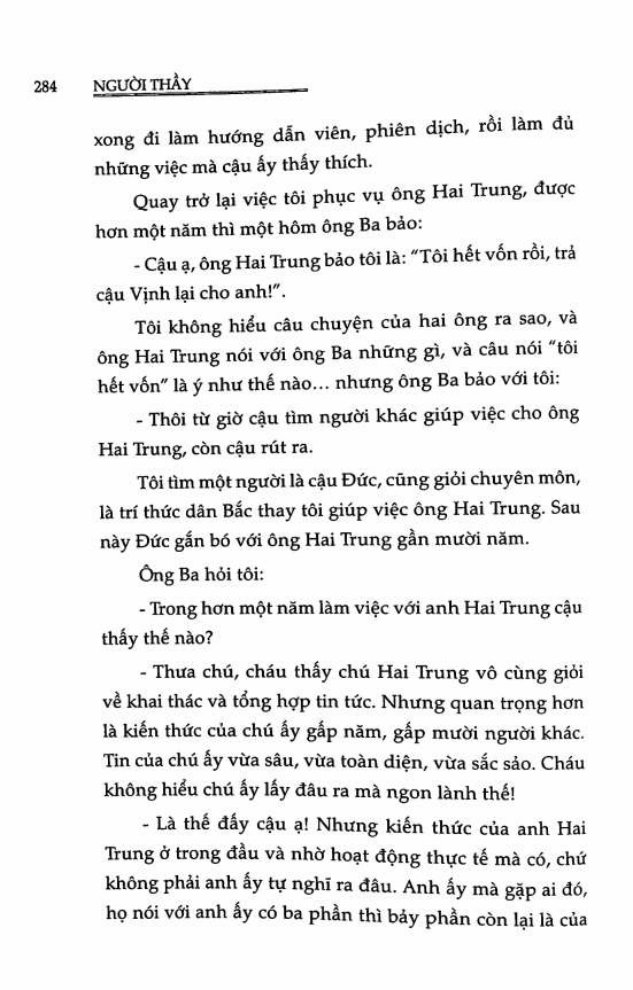 284 NGƯỜI THẦY
xong đi làm hướng dẫn viên, phiên dịch, rồi làm đủ
những việc mà cậu ấy thấy thích.
Quay trở lại việc tôi phục vụ ông Hai Trung, được
hơn một năm thì một hôm ông Ba bảo:
- Cậu ạ, ông Hai Trung bảo tôi là: "Tôi hết vốn rồi, trả
cậu Vịnh lại cho anh!".
Tôi không hiểu câu chuyện của hai ông ra sao, và
ông Hai Trung nói với ông Ba những gì, và câu nói "tôi
hết vốn" là ý như thế nào... nhưng ông Ba bảo với tôi:
- Thôi từ giờ cậu tìm người khác giúp việc cho ông
Hai Trung, còn cậu rút ra.
Tôi tìm một người là cậu Đức, cũng giỏi chuyên môn,
là trí thức dân Bắc thay tôi giúp việc ông Hai Trung. Sau
này Đức gắn bó với ông Hai Trung gần mười năm.
Ông Ba hỏi tôi:
- Trong hơn một năm làm việc với anh Hai Trung cậu
thấy thế nào?
- Thưa chú, cháu thấy chú Hai Trung vô cùng giỏi
về khai thác và tổng hợp tin tức. Nhưng quan trọng hơn
là kiến thức của chú ấy gấp năm, gấp mười người khác.
Tin của chú ấy vừa sâu, vừa toàn diện, vừa sắc sảo. Cháu
không hiểu chú ấy lấy đâu ra mà ngon lành thế!
- Là thế đấy cậu ạ! Nhưng kiến thức của anh Hai
Trung ở trong đầu và nhờ hoạt động thực tế mà có, chứ
không phải anh ấy tự nghĩ ra đâu. Anh ấy mà gặp ai đó,
họ nói với anh ấy có ba phần thì bảy phần còn lại là của